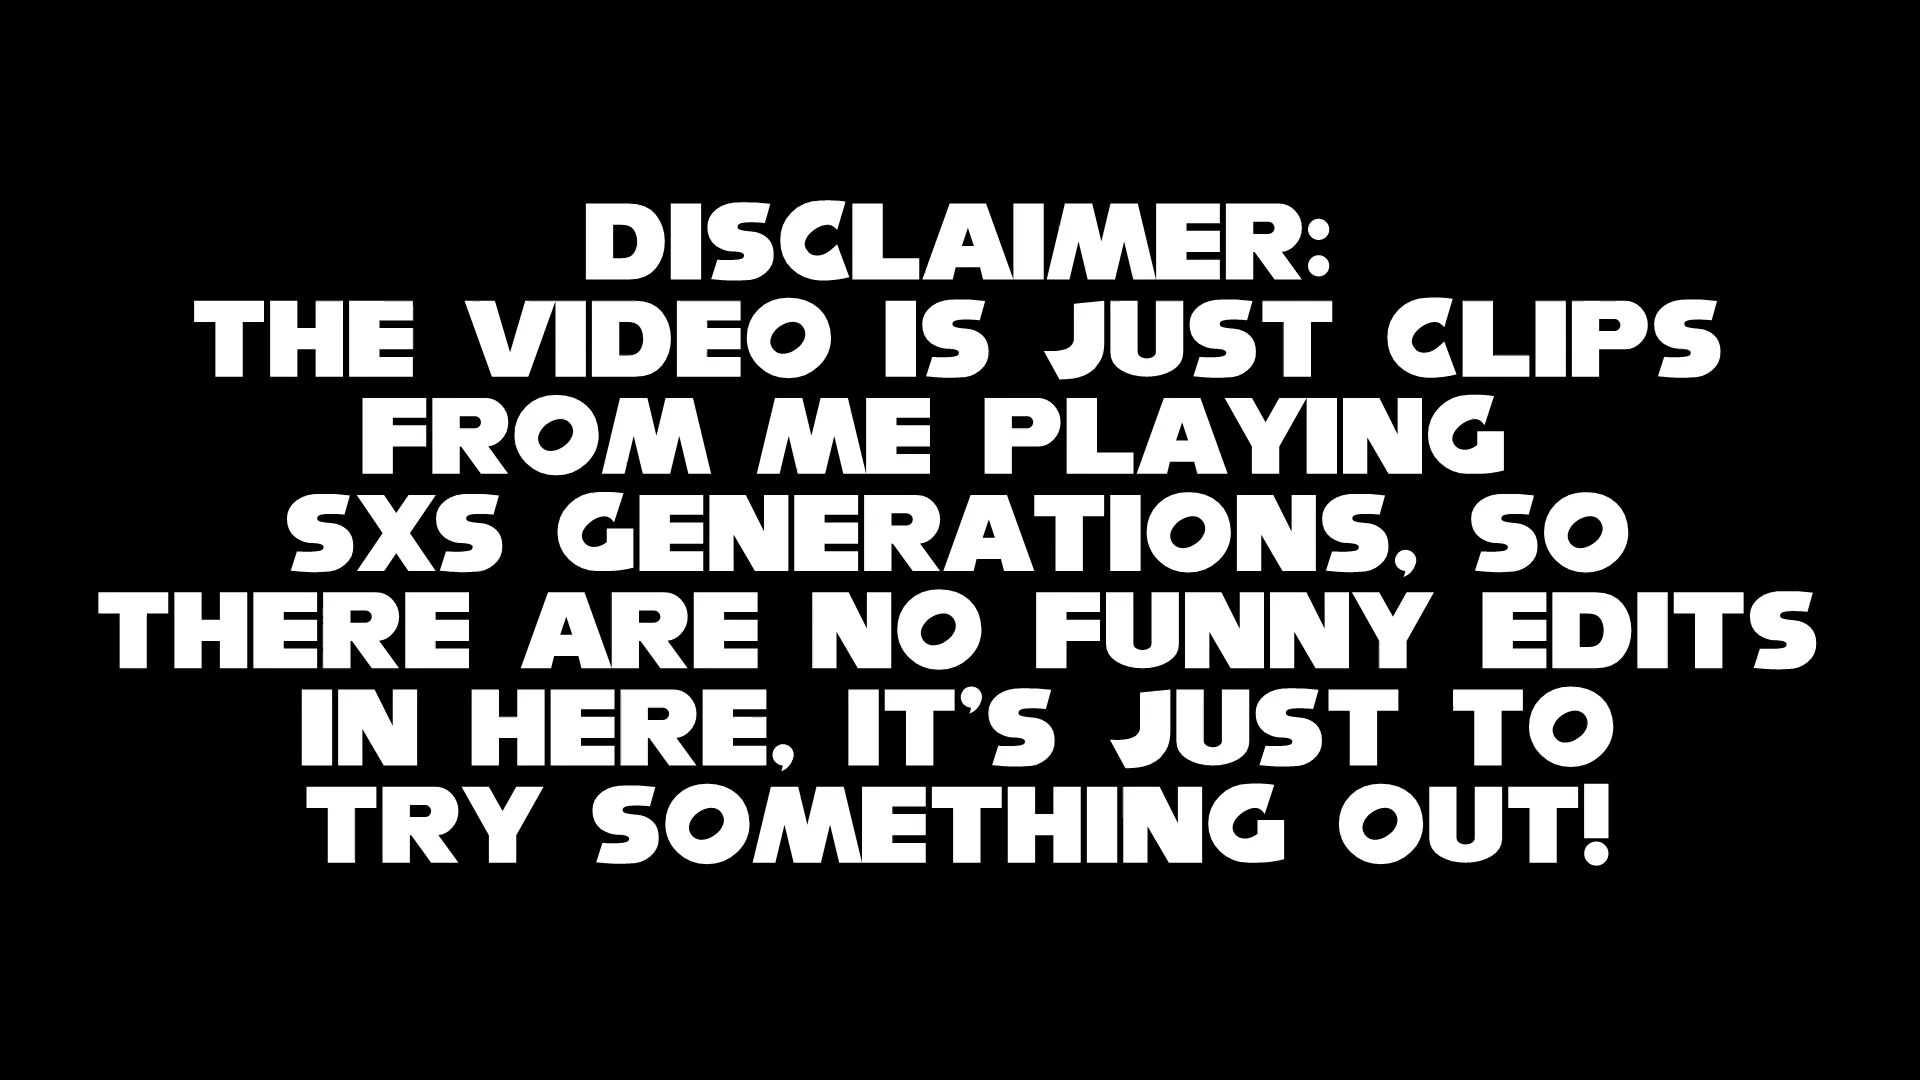 DISCLAIMER:
THE VIDEO IS JUST CLIPS
FROM ME PLAYING
SXS GENERATIONS, SO
THERE ARE NO FUNNY EDITS
IN HERE, IT'S JUST TO
TRY SOMETHING OUT!